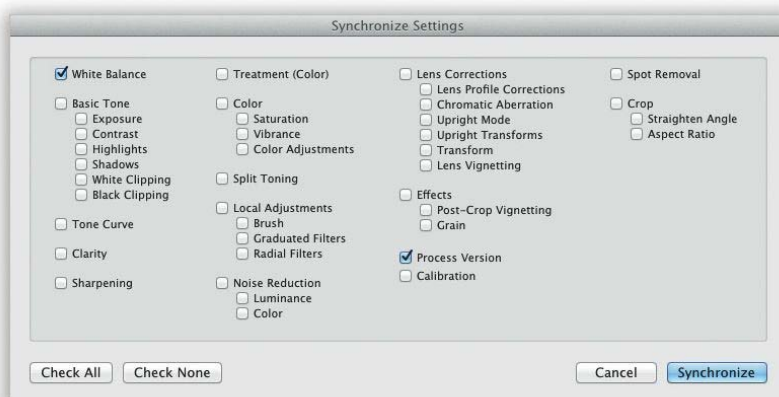 Synchronize Settings
White Balance
Basic Tone
Exposure
Contrast
Highlights
Shadows
White Clipping
Black Clipping
Tone Curve
Clarity
Sharpening
Treatment (Color)
Color
Saturation
Vibrance
Color Adjustments
Split Toning
Local Adjustments
Brush
Graduated Filters
Radial Filters
Noise Reduction
Luminance
Color
Lens Corrections
Lens Profile Corrections
Chromatic Aberration
Upright Mode
Upright Transforms
Transform
Lens Vignetting
Effects
Post-Crop Vignetting
Grain
Process Version
Calibration
Spot Removal
Crop
Straighten Angle
Aspect Ratio
Check All
Check None
Cancel
Synchronize